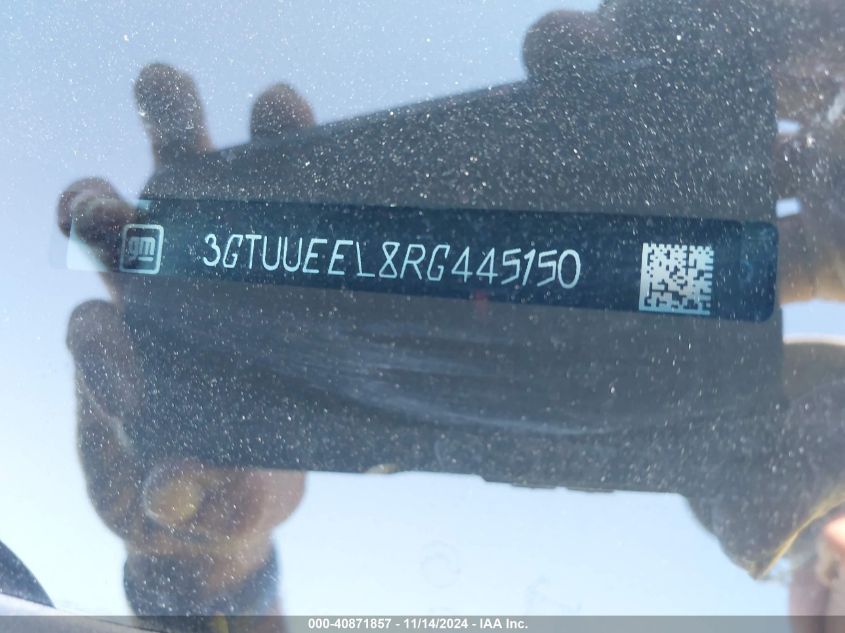 gm 3GTUUEEL8RG445150
000-40871857 - 11/14/2024 - IAA Inc.